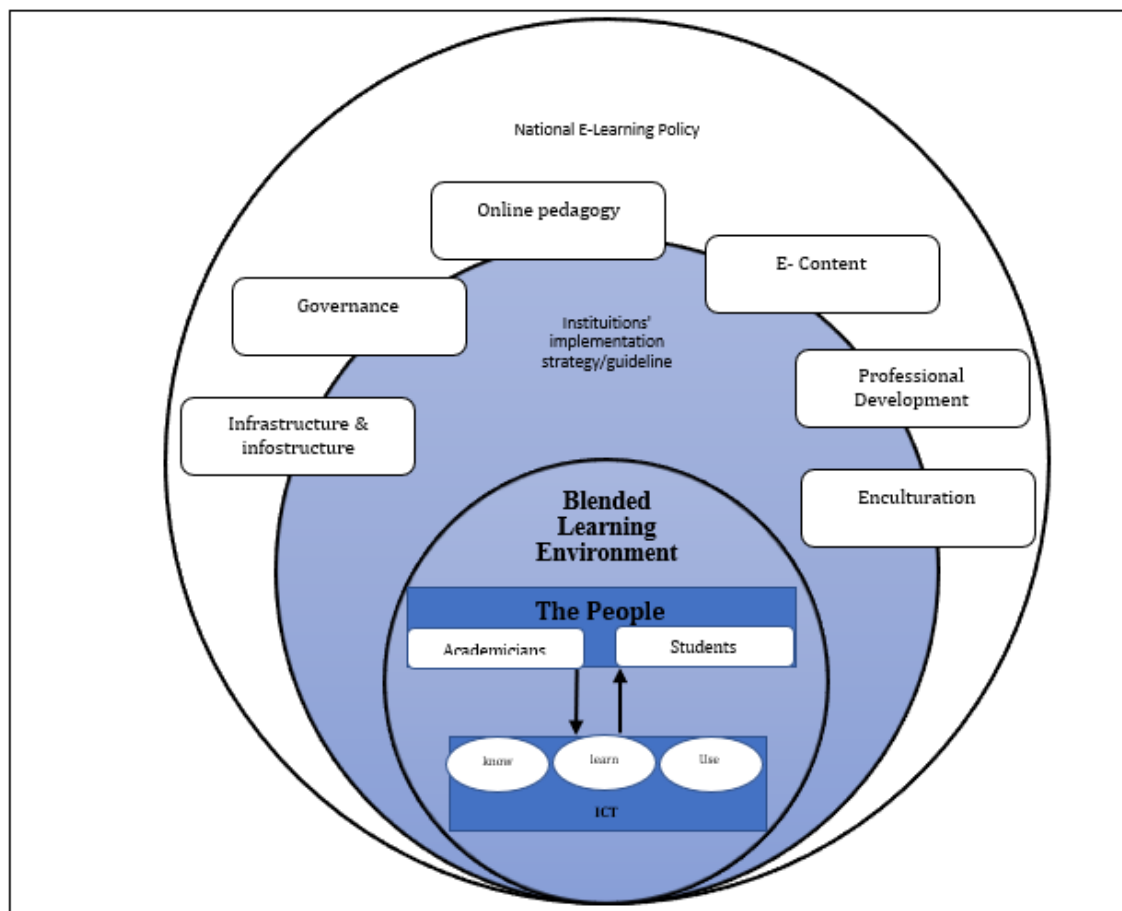 National E-Learning Policy
Online pedagogy
E- Content
Governance
Instituitions'
implementation
strategy/guideline
Professional
Development
Infrastructure &
infostructure
Enculturation
Blended
Learning
Environment
The People
Academicians
Students
know
learn
Use
ICT